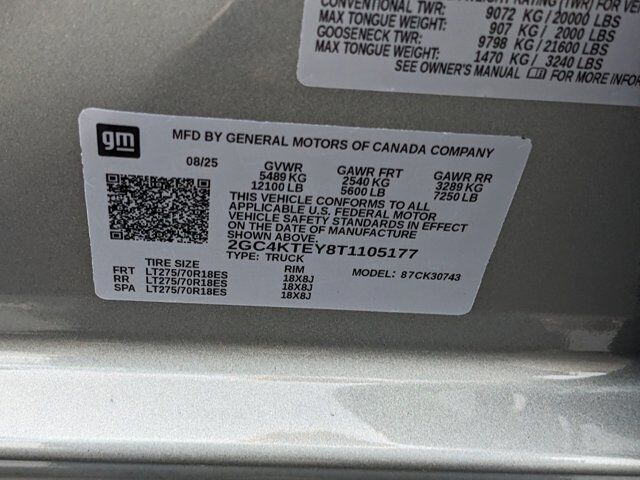 CONVENTIONAL TWR: 9072 KG/20000 LBS
MAX TONGUE WEIGHT: 907 KG/ 2000 LBS
GOOSENECK TWR: 9798 KG/21600 LBS
MAX TONGUE WEIGHT: 1470 KG/ 3240 LBS
SEE OWNER'S MANUAL FOR MORE INFOR
gm
MFD BY GENERAL MOTORS OF CANADA COMPANY
08/25 GVWR GAWR FRT GAWR RR
5489 KG 2540 KG 3289 KG
12100 LB 5600 LB 7250 LB
THIS VEHICLE CONFORMS TO ALL
APPLICABLE U.S. FEDERAL MOTOR
VEHICLE SAFETY STANDARDS IN EFFECT
ON THE DATE OF MANUFACTURE
SHOWN ABOVE.
2GC4KTEY8T1105177
TYPE: TRUCK MODEL: 87CK30743
TIRE SIZE RIM
FRT LT275/70R18ES 18X8J
RR LT275/70R18ES 18X8J
SPA LT275/70R18ES 18X8J